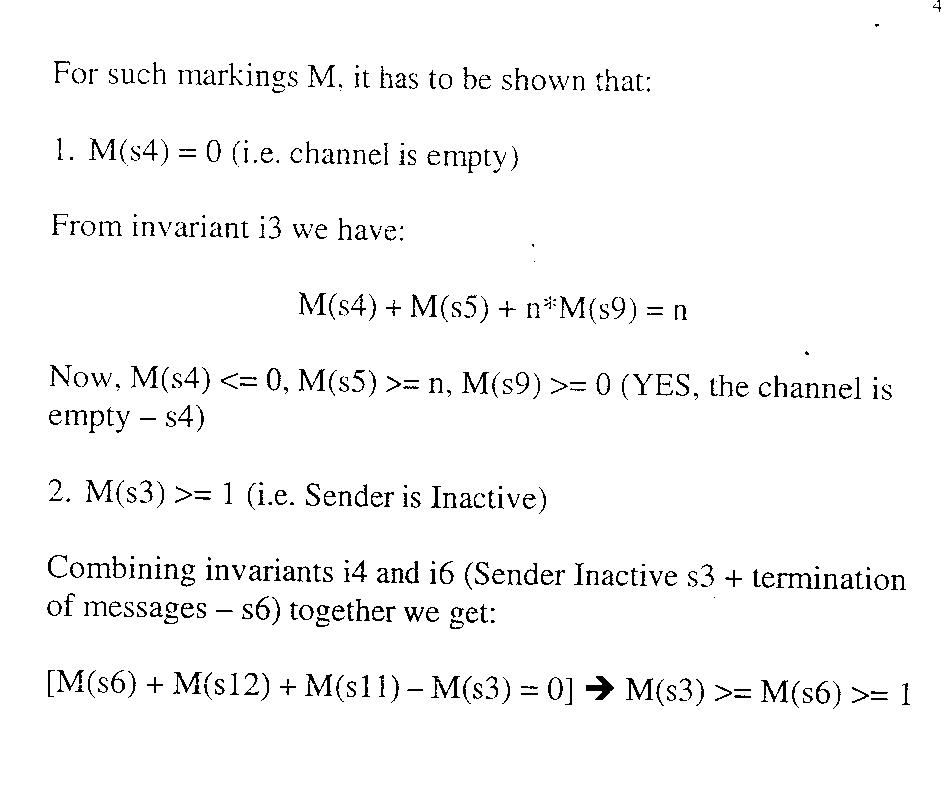 4
For such markings M, it has to be shown that:
1. M(s4) = 0 (i.e. channel is empty)
From invariant i3 we have:
M(s4) + M(s5) + n*M(s9) = n
Now, M(s4) <= 0, M(s5) >= n, M(s9) >= 0 (YES, the channel is
empty – s4)
2. M(s3) >= 1 (i.e. Sender is Inactive)
Combining invariants i4 and i6 (Sender Inactive s3 + termination
of messages – s6) together we get:
[M(s6) + M(s12) + M(s11) – M(s3) = 0] ➔ M(s3) >= M(s6) >= 1